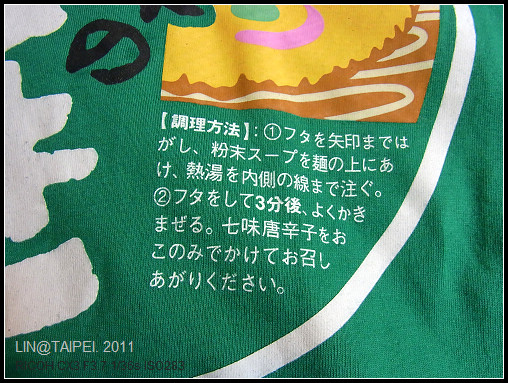 の
【調理方法】:①フタを矢印までは
がし、粉末スープを麺の上にあ
け、熱湯を内側の線まで注ぐ。
②フタをして3分後、よくかき
まぜる。七味唐辛子をお
このみでかけてお召し
あがりください。
LIN@TAIPEI. 2011